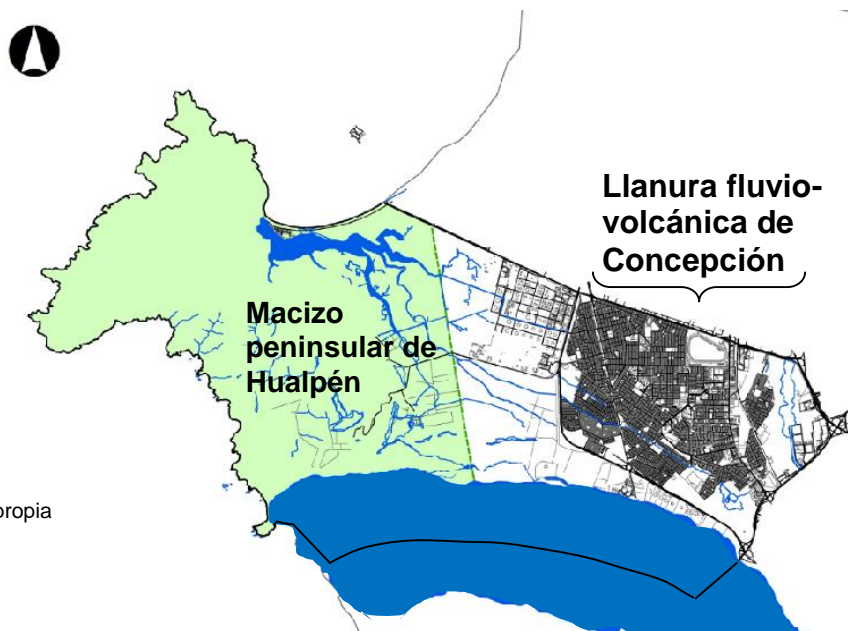 Llanura fluvio-
volcánica de
Concepción
Macizo
peninsular de
Hualpén
propia